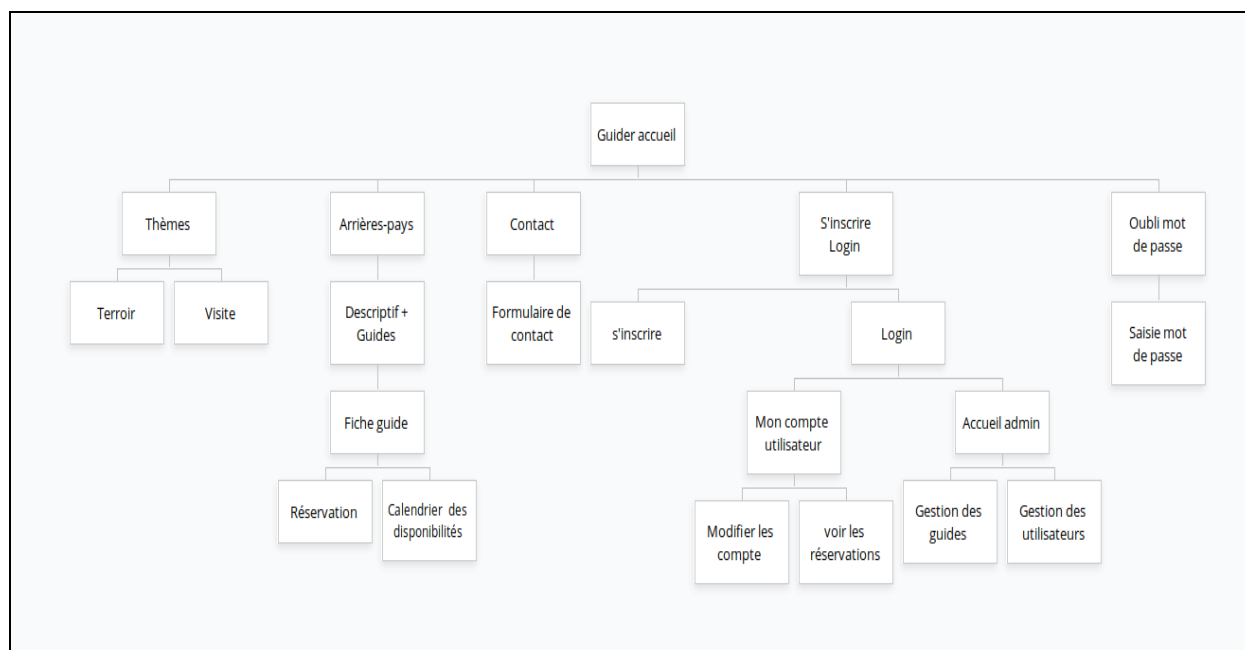 Guider accueil
Thèmes
Arrières-pays
Contact
S'inscrire
Login
Oubli mot
de passe
Terroir
Visite
Descriptif +
Guides
Formulaire de
contact
s'inscrire
Login
Saisie mot
de passe
Fiche guide
Mon compte
utilisateur
Accueil admin
Réservation
Calendrier des
disponibilités
Modifier les
compte
voir les
réservations
Gestion des
guides
Gestion des
utilisateurs